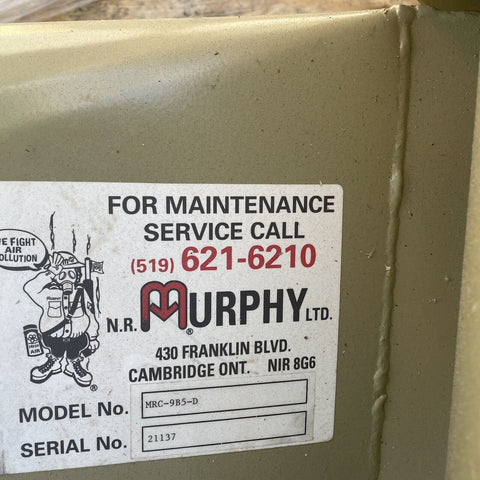 FOR MAINTENANCE
SERVICE CALL
(519) 621-6210
WE FIGHT
AIR
POLLUTION
N.R. MURPHY LTD.
430 FRANKLIN BLVD.
CAMBRIDGE ONT. NIR 8G6
MODEL No. MRC-9B5-D
SERIAL No. 21137